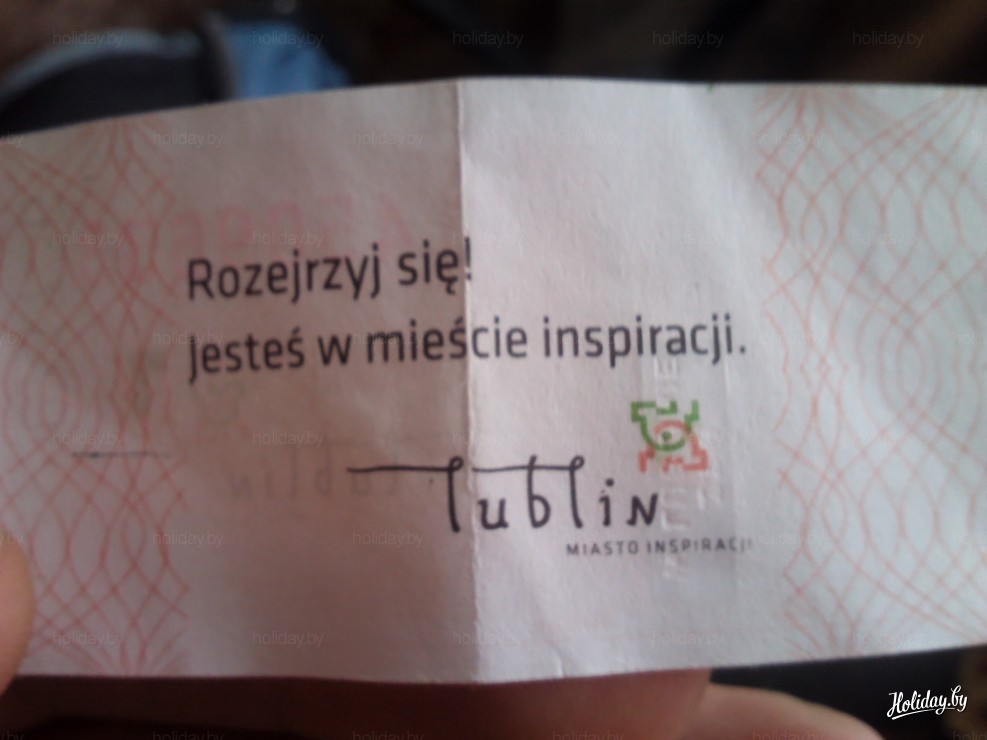 Rozejrzyj się!
Jesteś w mieście inspiracji.
lublin
MIASTO INSPIRACJI
Holiday.by